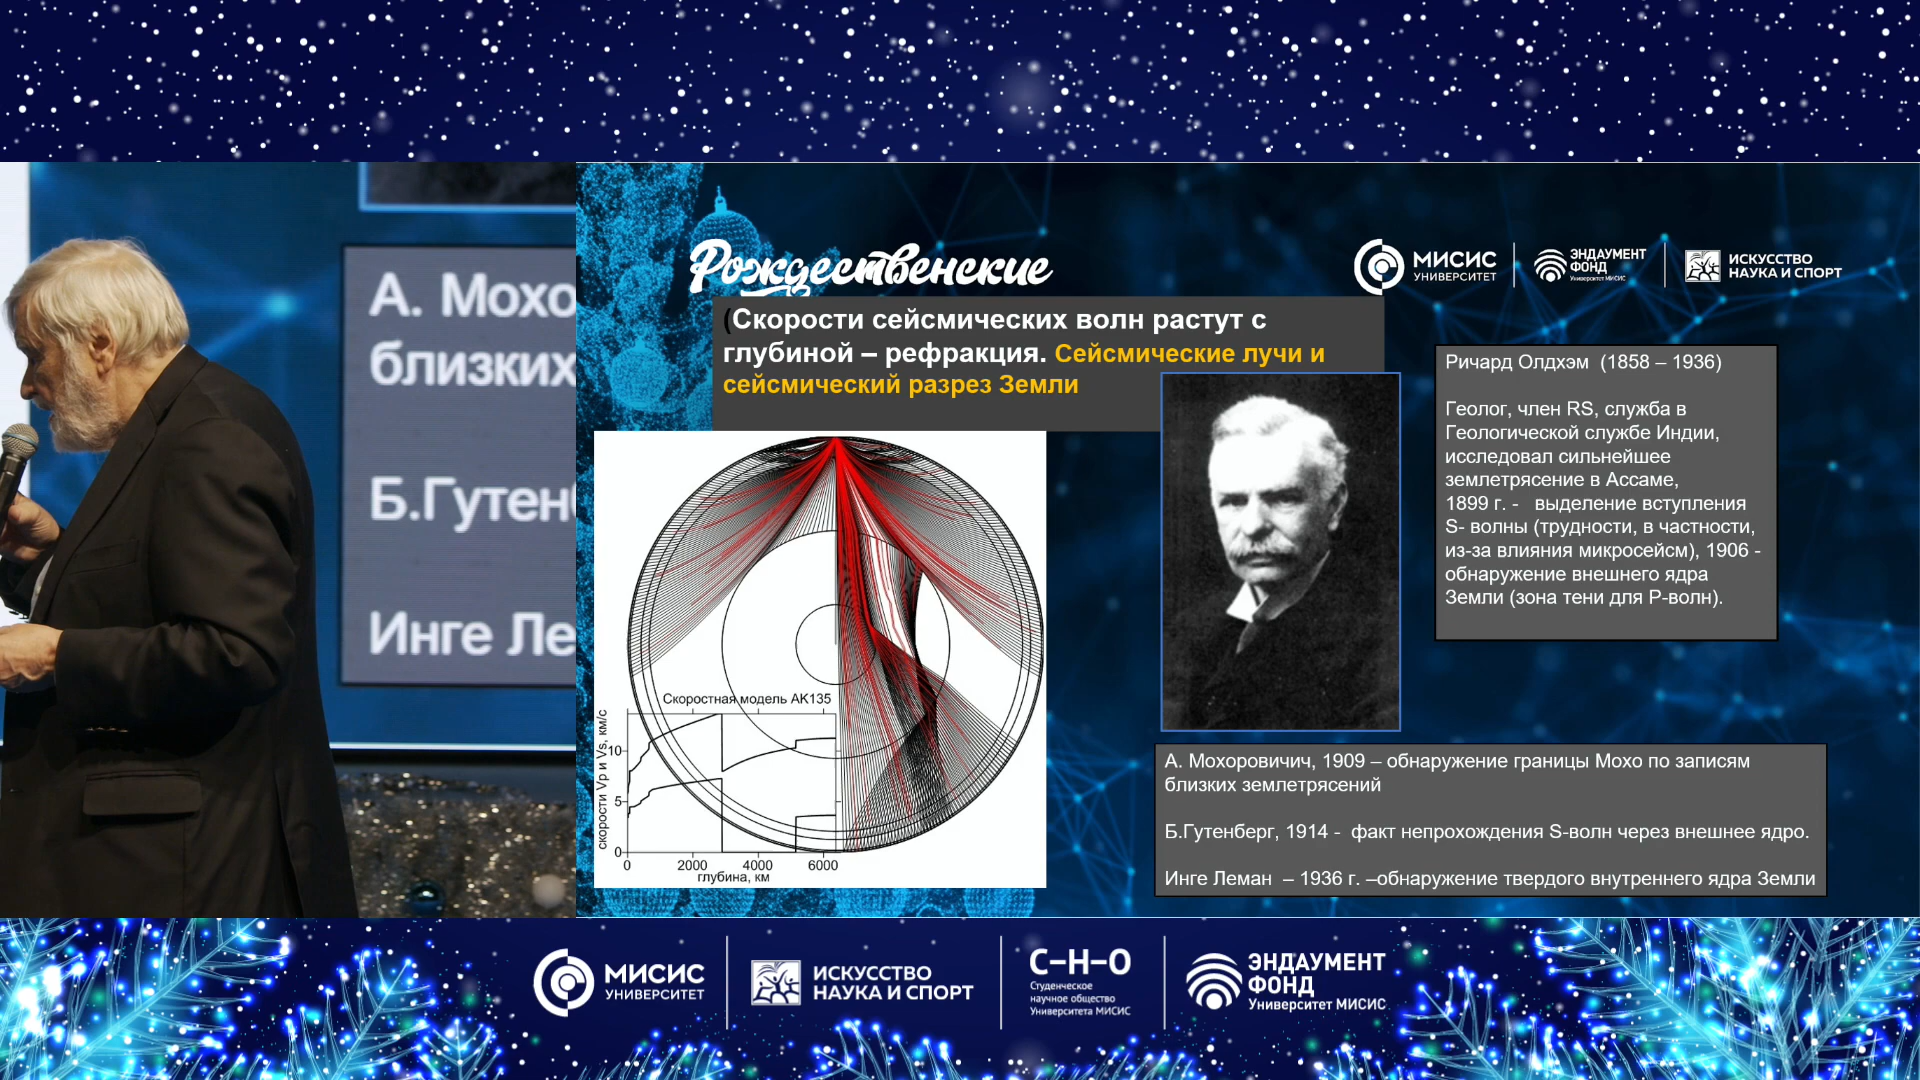 А. Мохо
близких
Б.Гутен
Инге Ле
Рождественские
МИСИС
УНИВЕРСИТЕТ
ЭНДАУМЕНТ
ФОНД
Университет МИСИС
ИСКУССТВО
НАУКА И СПОРТ
(Скорости сейсмических волн растут с
глубиной – рефракция. Сейсмические лучи и
сейсмический разрез Земли
Ричард Олдхэм (1858 – 1936)
Геолог, член RS, служба в
Геологической службе Индии,
исследовал сильнейшее
землетрясение в Ассаме,
1899 г. - выделение вступления
S- волны (трудности, в частности,
из-за влияния микросейсм), 1906 -
обнаружение внешнего ядра
Земли (зона тени для P-волн).
Скоростная модель AK135
скорости Vp и Vs, км/с
10
5
0
0 2000 4000 6000
глубина, км
А. Мохоровичич, 1909 – обнаружение границы Мохо по записям
близких землетрясений
Б.Гутенберг, 1914 - факт непрохождения S-волн через внешнее ядро.
Инге Леман – 1936 г. –обнаружение твердого внутреннего ядра Земли
МИСИС
УНИВЕРСИТЕТ
ИСКУССТВО
НАУКА И СПОРТ
С–Н–О
Студенческое
научное общество
Университета МИСИС
ЭНДАУМЕНТ
ФОНД
Университет МИСИС